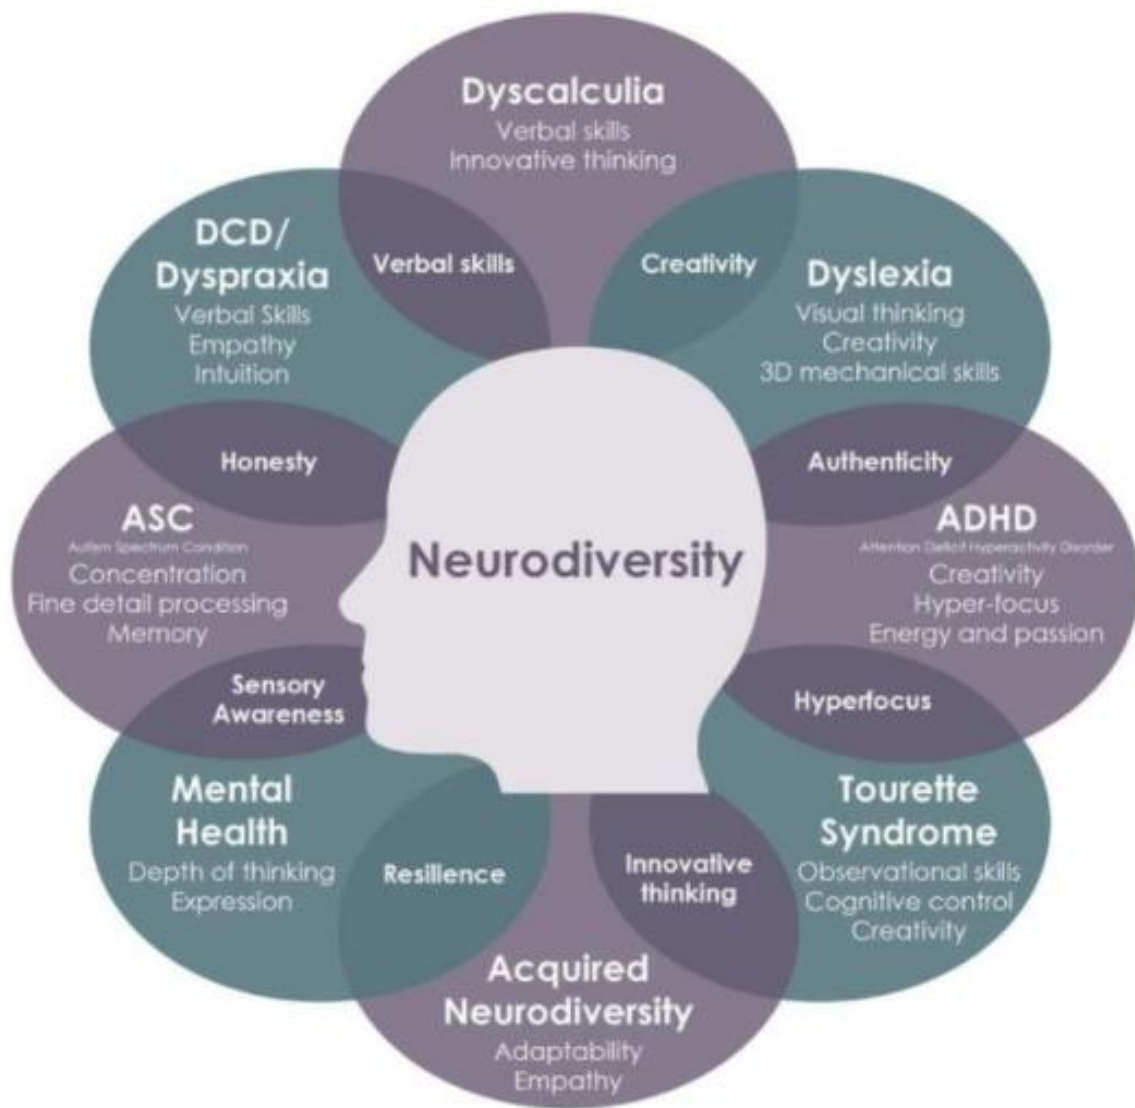 Dyscalculia
Verbal skills
Innovative thinking
Verbal skills
Creativity
DCD/
Dyspraxia
Verbal Skills
Empathy
Intuition
Dyslexia
Visual thinking
Creativity
3D mechanical skills
Honesty
Authenticity
ASC
Autism Spectrum Condition
Concentration
Fine detail processing
Memory
Neurodiversity
ADHD
Attention Deficit Hyperactivity Disorder
Creativity
Hyper-focus
Energy and passion
Sensory
Awareness
Hyperfocus
Mental
Health
Depth of thinking
Expression
Resilience
Innovative
thinking
Tourette
Syndrome
Observational skills
Cognitive control
Creativity
Acquired
Neurodiversity
Adaptability
Empathy